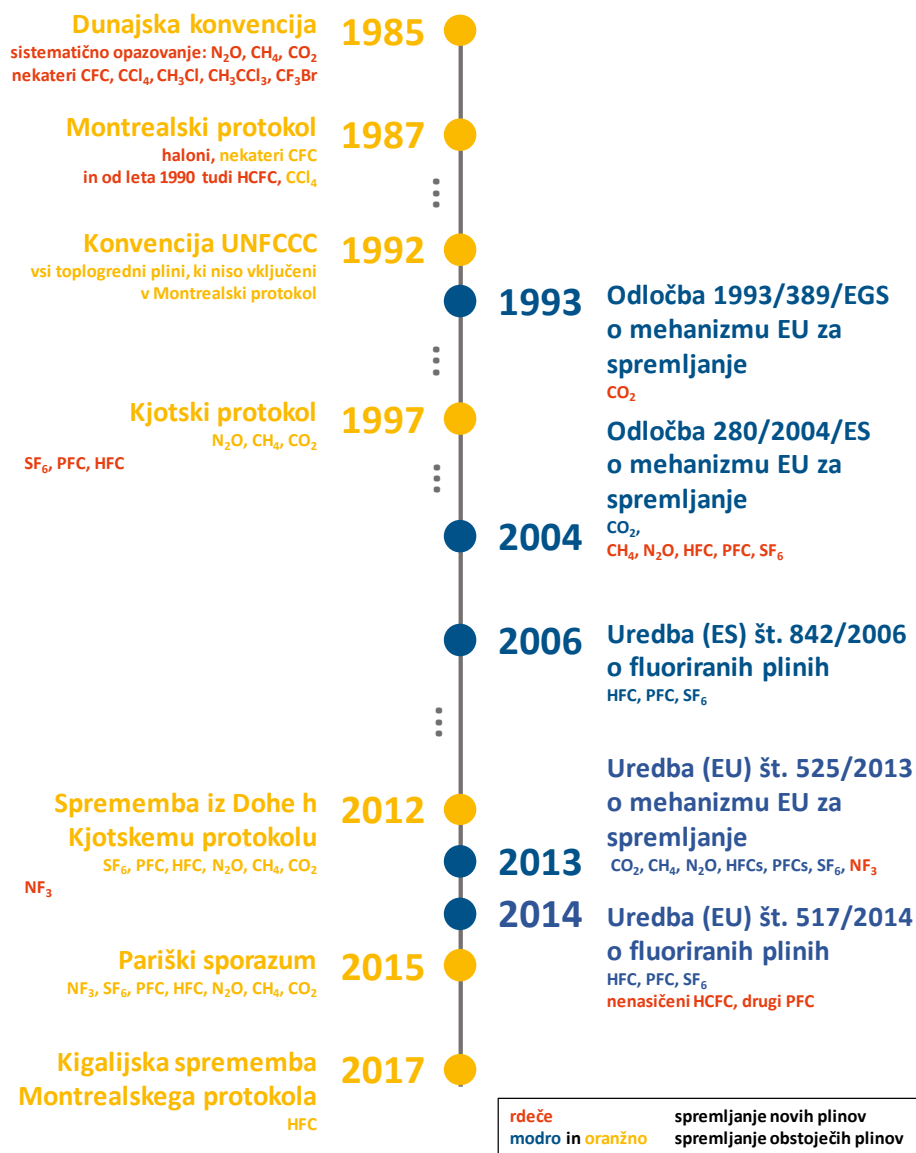 Dunajska konvencija 1985
sistematično opazovanje: N₂O, CH₄, CO₂
nekateri CFC, CCl₄, CH₃Cl, CH₃CCl₃, CF₃Br
Montrealski protokol 1987
haloni, nekateri CFC
in od leta 1990 tudi HCFC, CCl₄
Konvencija UNFCCC 1992
vsi toplogredni plini, ki niso vključeni
v Montrealski protokol
1993 Odločba 1993/389/EGS
o mehanizmu EU za
spremljanje
CO₂
Kjotski protokol 1997
N₂O, CH₄, CO₂
SF₆, PFC, HFC
Odločba 280/2004/ES
o mehanizmu EU za
spremljanje
2004
CO₂,
CH₄, N₂O, HFC, PFC, SF₆
2006 Uredba (ES) št. 842/2006
o fluoriranih plinih
HFC, PFC, SF₆
Sprememba iz Dohe h 2012
Kjotskemu protokolu
SF₆, PFC, HFC, N₂O, CH₄, CO₂
NF₃
Uredba (EU) št. 525/2013
o mehanizmu EU za
spremljanje
2013
CO₂, CH₄, N₂O, HFCs, PFCs, SF₆, NF₃
2014 Uredba (EU) št. 517/2014
o fluoriranih plinih
HFC, PFC, SF₆
nenasičeni HCFC, drugi PFC
Pariški sporazum 2015
NF₃, SF₆, PFC, HFC, N₂O, CH₄, CO₂
Kigalijska sprememba 2017
Montrealskega protokola
HFC
rdeče spremljanje novih plinov
modro in oranžno spremljanje obstoječih plinov